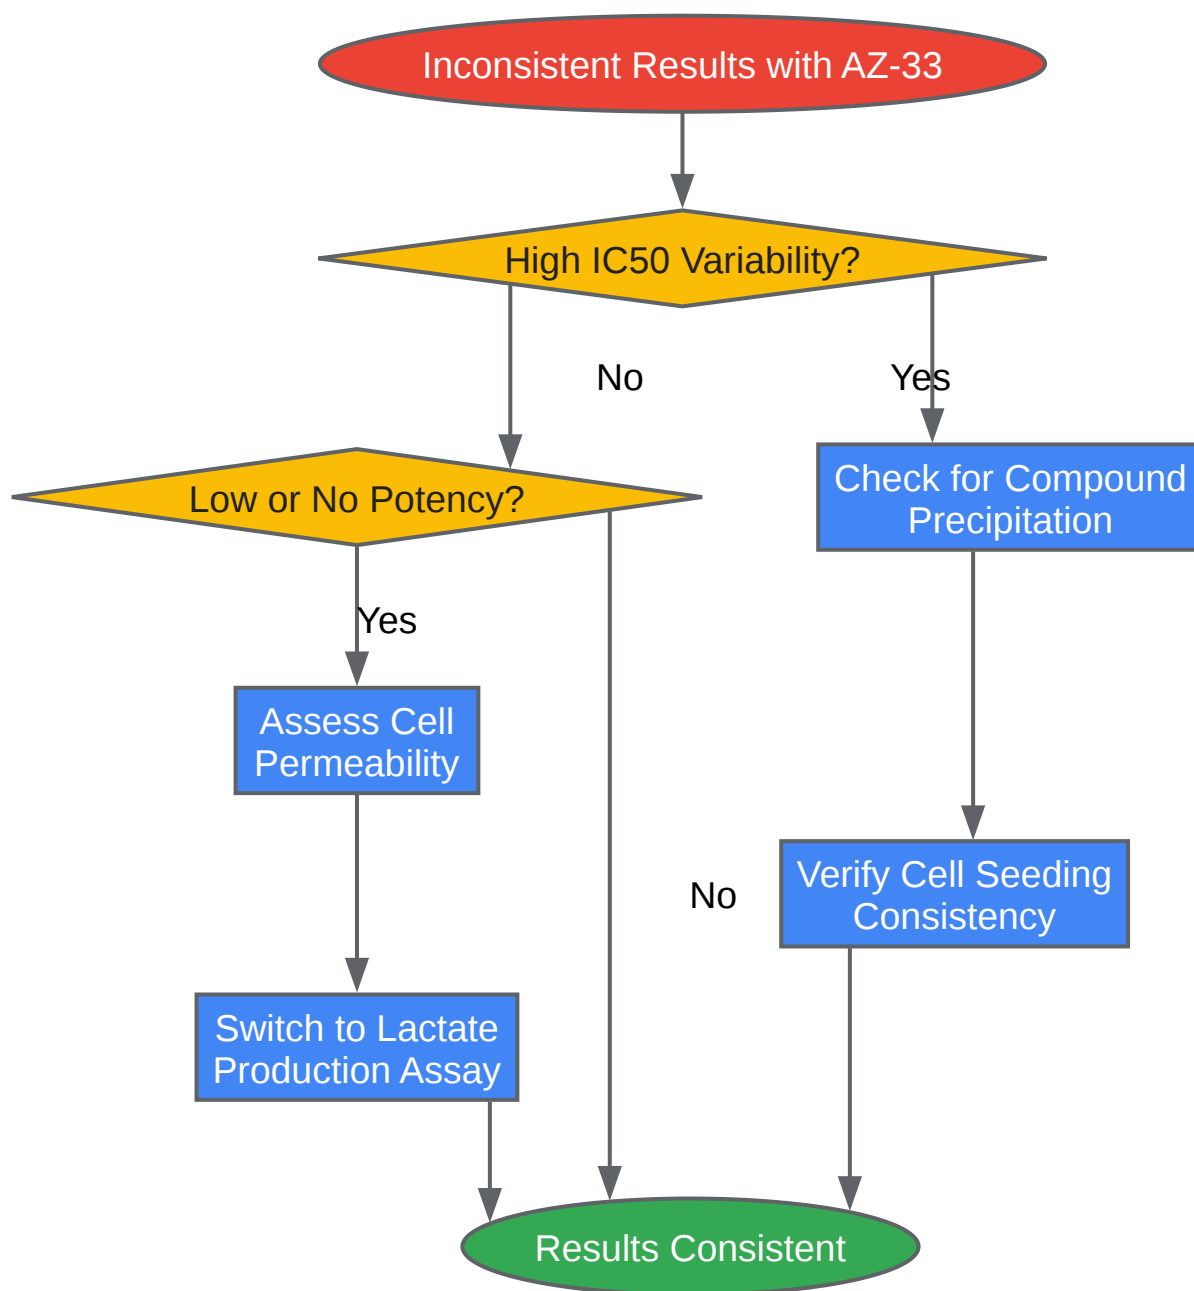 Inconsistent Results with AZ-33
High IC50 Variability?
No
Yes
Check for Compound
Precipitation
Low or No Potency?
Yes
Assess Cell
Permeability
Verify Cell Seeding
Consistency
No
Switch to Lactate
Production Assay
Results Consistent